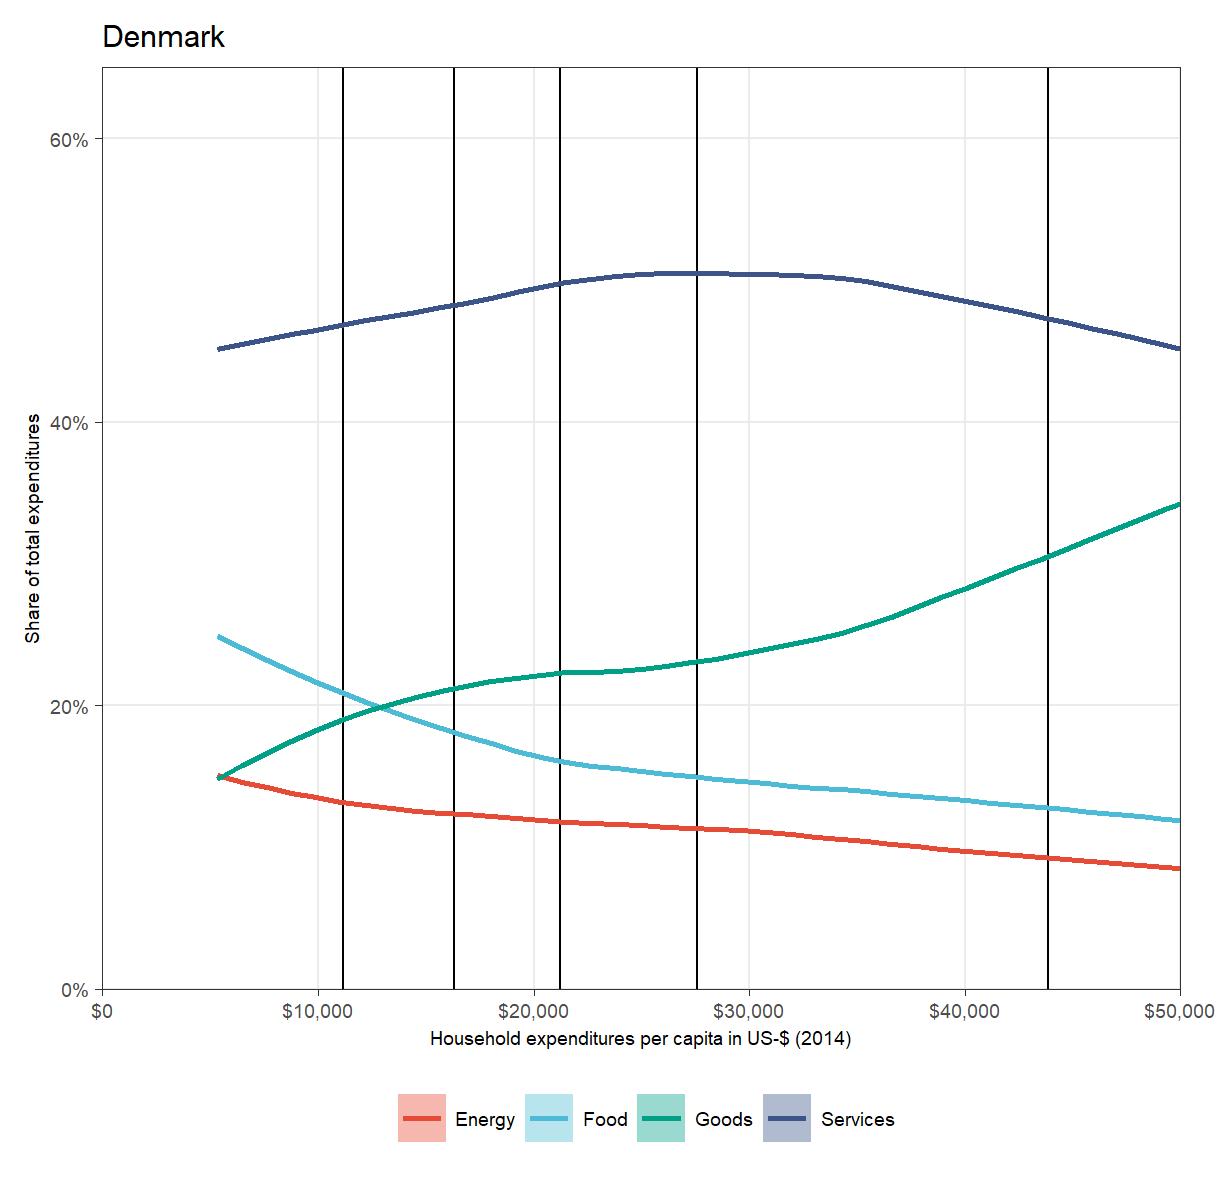 Denmark
60%
40%
20%
0%
Share of total expenditures
$0 $10,000 $20,000 $30,000 $40,000 $50,000
Household expenditures per capita in US-$ (2014)
Energy Food Goods Services